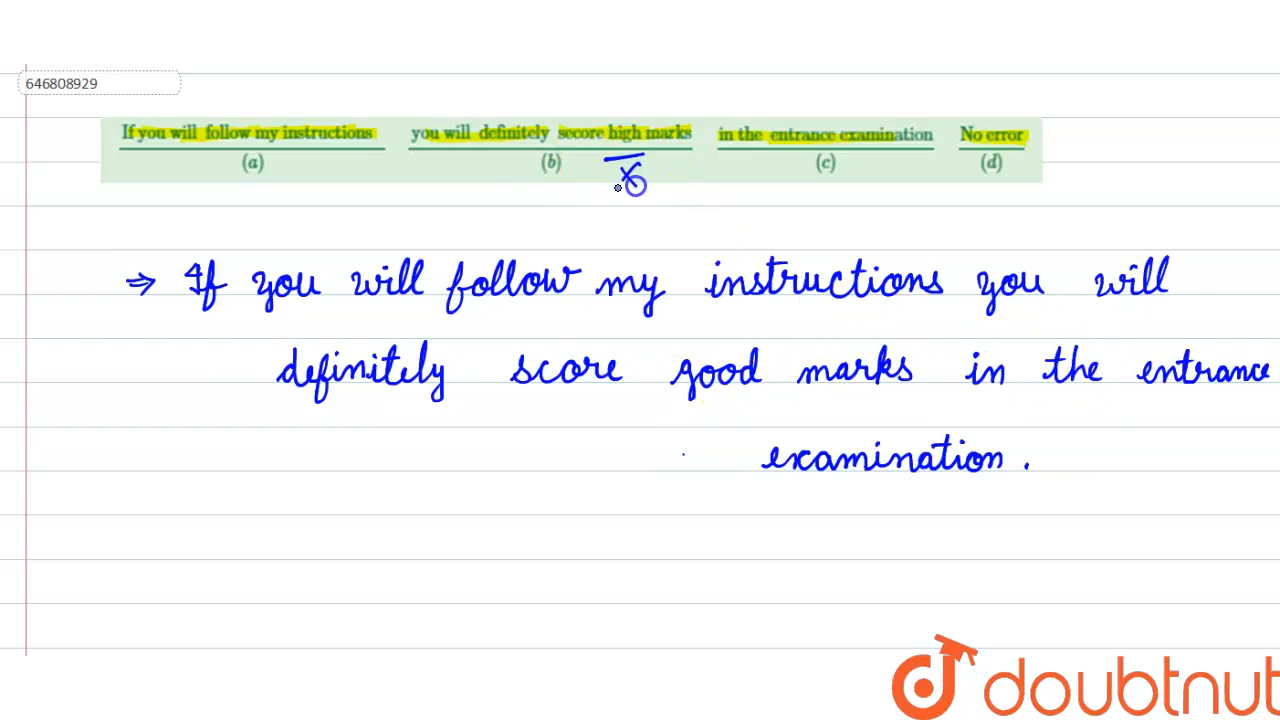 646808929
If you will follow my instructions you will definitely secore high marks in the entrance examination No error
(a) (b) (c) (d)
⇒ If you will follow my instructions you will
definitely score good marks in the entrance
examination.
doubtnut